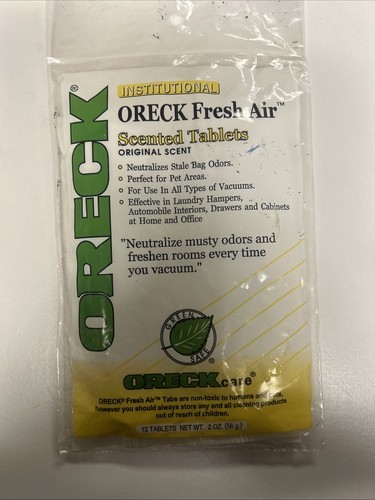 ORECK®
INSTITUTIONAL
ORECK Fresh Air™
Scented Tablets
ORIGINAL SCENT
Neutralizes Stale Bag Odors.
Perfect for Pet Areas.
For Use In All Types of Vacuums.
Effective in Laundry Hampers,
Automobile Interiors, Drawers and Cabinets
at Home and Office
"Neutralize musty odors and
freshen rooms every time
you vacuum."
GREEN
SAFE
®
ORECKcare®
ORECK® Fresh Air™ Tabs are non-toxic to humans and pets,
however you should always store any and all cleaning products
out of reach of children.
12 TABLETS NET WT. 2 OZ. (56 g)